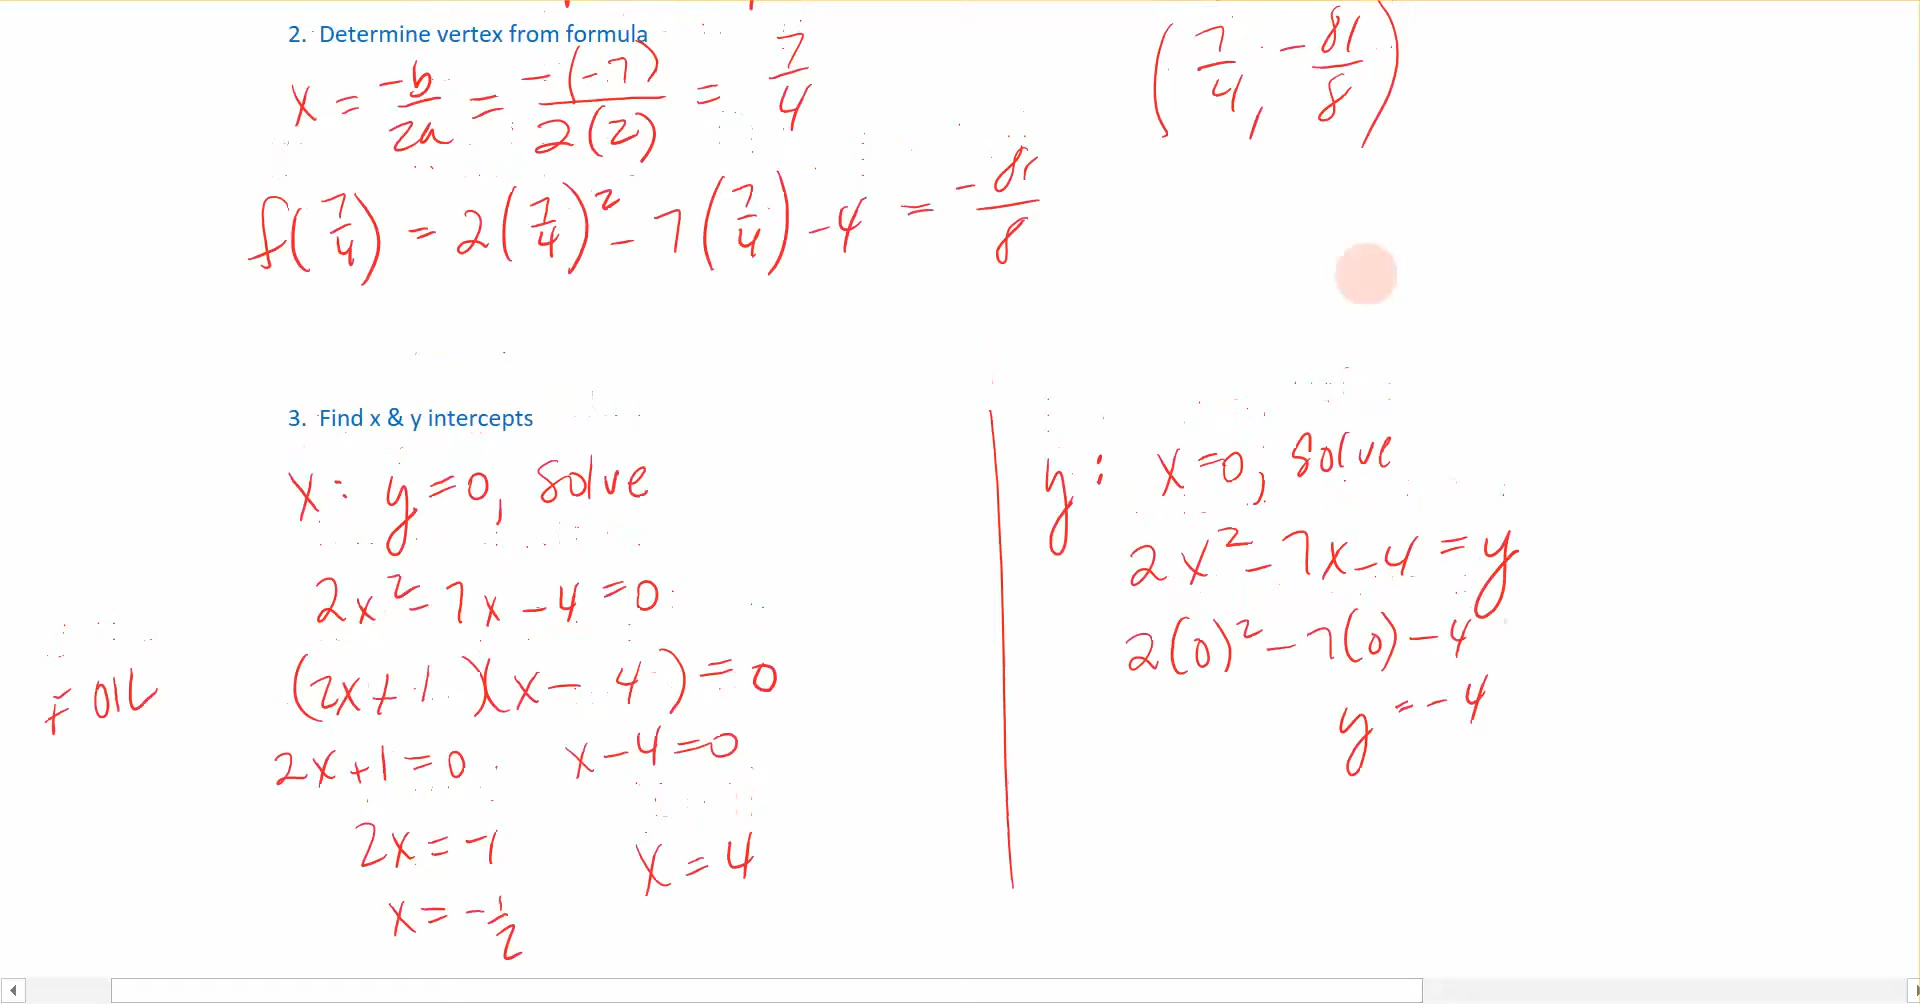 2. Determine vertex from formula
x = -b/2a = -(-7)/2(2) = 7/4
(7/4, -81/8)
f(7/4) = 2(7/4)² - 7(7/4) - 4 = -81/8
3. Find x & y intercepts
x: y=0, solve
2x² - 7x - 4 = 0
(2x+1)(x-4) = 0
FOIL
2x+1=0 x-4=0
2x = -1 x = 4
x = -1/2
y: x=0, solve
2x² - 7x - 4 = y
2(0)² - 7(0) - 4
y = -4